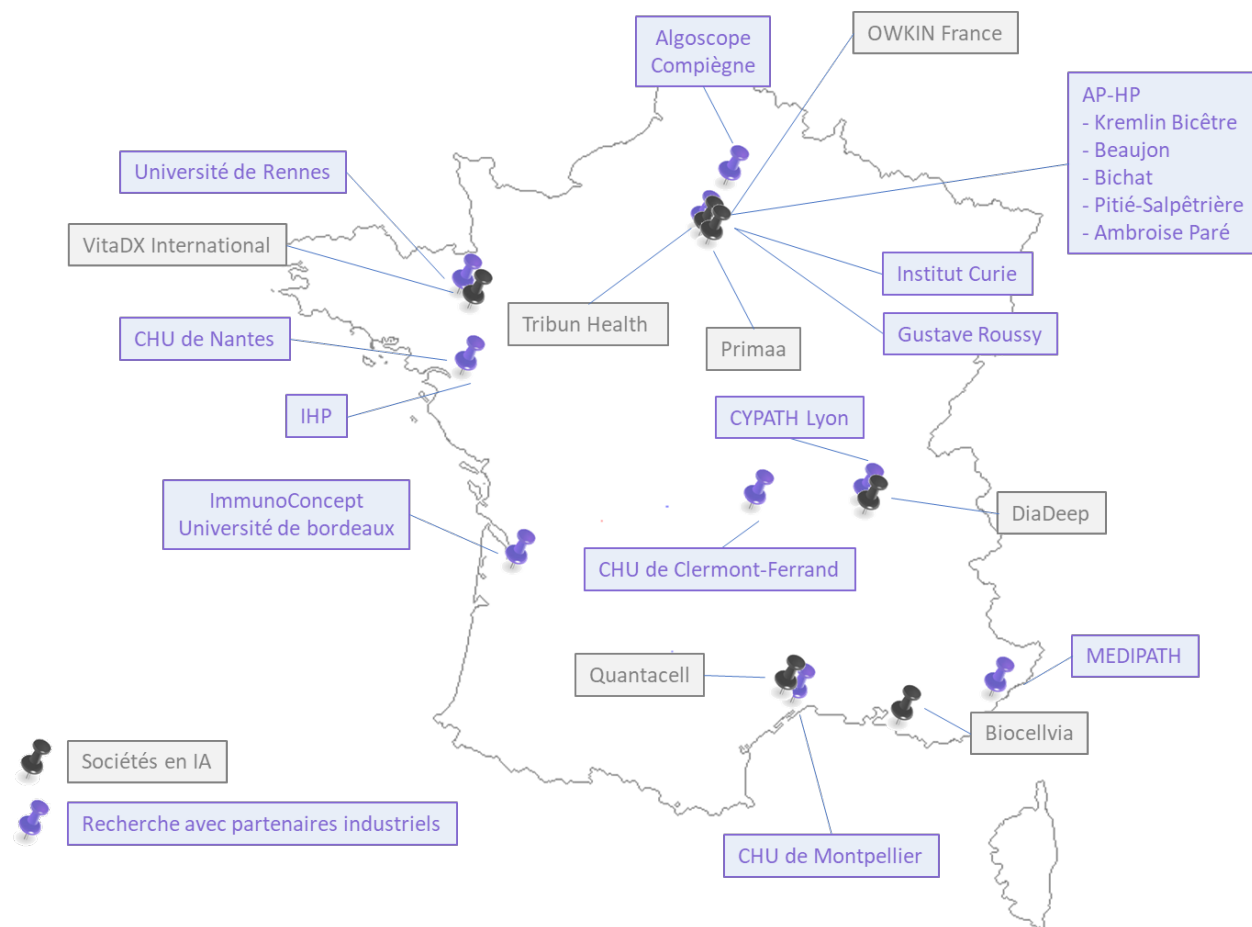 Algoscope
Compiègne
OWKIN France
AP-HP
- Kremlin Bicêtre
- Beaujon
- Bichat
- Pitié-Salpêtrière
- Ambroise Paré
Université de Rennes
VitaDX International
Institut Curie
Tribun Health
CHU de Nantes
Gustave Roussy
Primaa
IHP
CYPATH Lyon
ImmunoConcept
Université de bordeaux
DiaDeep
CHU de Clermont-Ferrand
MEDIPATH
Quantacell
Biocellvia
Sociétés en IA
Recherche avec partenaires industriels
CHU de Montpellier